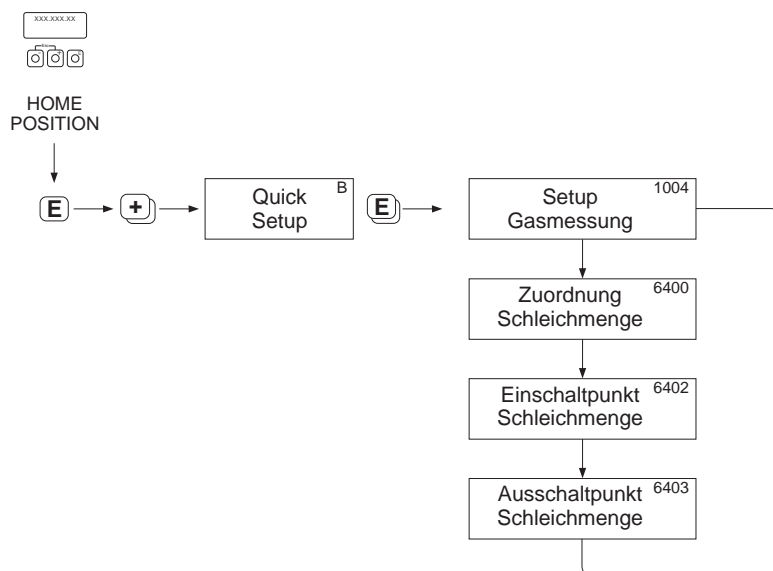 XXX.XXX.XX
Esc
- + E
HOME
POSITION
E
+
Quick
Setup
B
E
Setup
Gasmessung
1004
Zuordnung
Schleichmenge
6400
Einschaltpunkt
Schleichmenge
6402
Ausschaltpunkt
Schleichmenge
6403